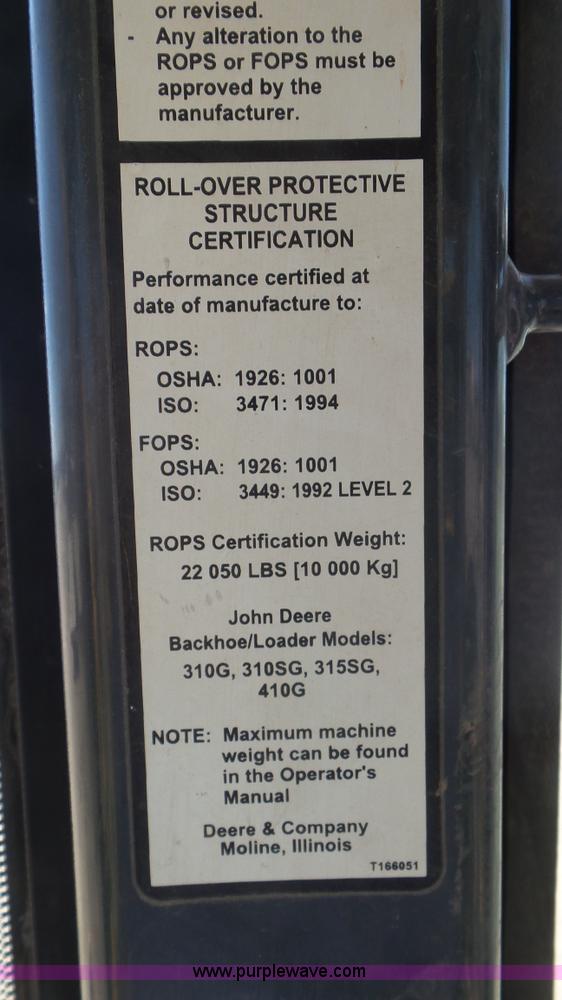 or revised.
- Any alteration to the
ROPS or FOPS must be
approved by the
manufacturer.
ROLL-OVER PROTECTIVE
STRUCTURE
CERTIFICATION
Performance certified at
date of manufacture to:
ROPS:
OSHA: 1926: 1001
ISO: 3471: 1994
FOPS:
OSHA: 1926: 1001
ISO: 3449: 1992 LEVEL 2
ROPS Certification Weight:
22 050 LBS [10 000 Kg]
John Deere
Backhoe/Loader Models:
310G, 310SG, 315SG,
410G
NOTE: Maximum machine
weight can be found
in the Operator's
Manual
Deere & Company
Moline, Illinois
T166051
www.purplewave.com